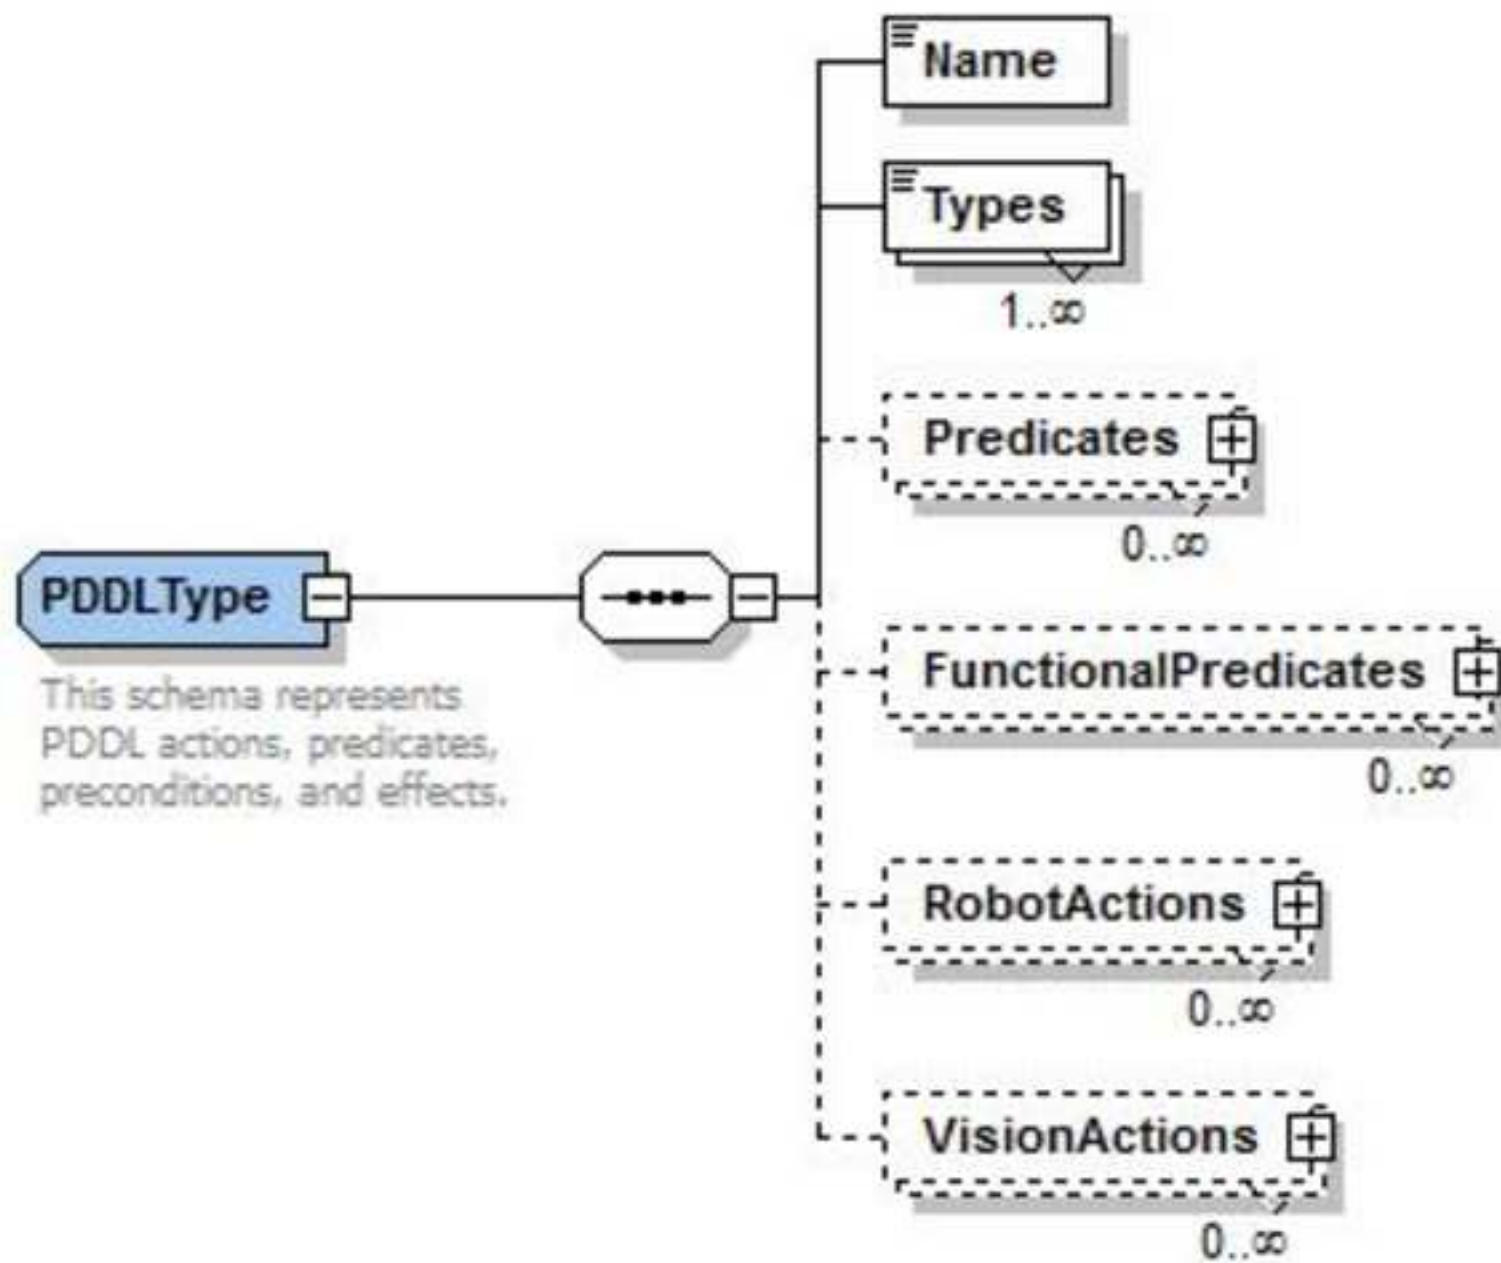 Name
Types
1..∞
Predicates
0..∞
PDDLType
This schema represents
PDDL actions, predicates,
preconditions, and effects.
FunctionalPredicates
0..∞
RobotActions
0..∞
VisionActions
0..∞